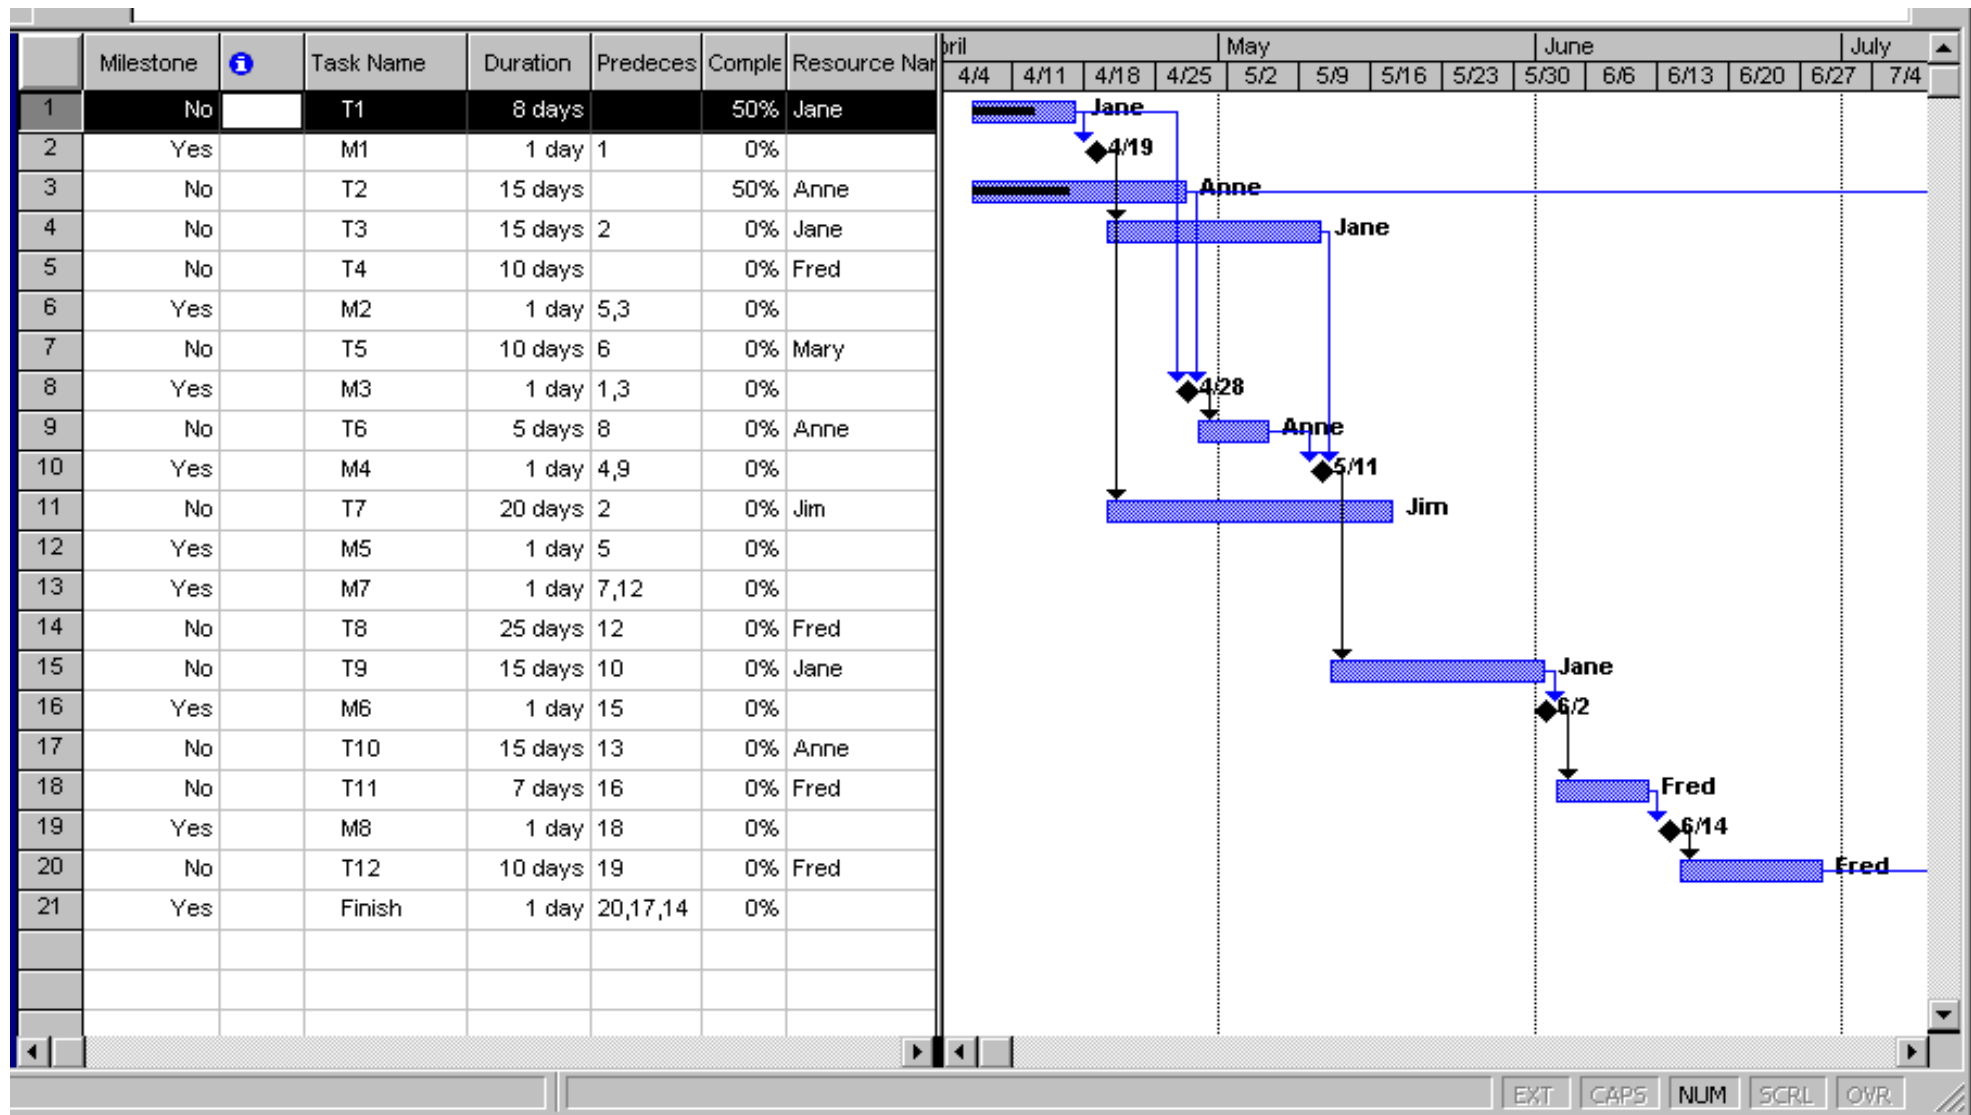 Milestone Task Name Duration Predeces Comple Resource Nar
1 No T1 8 days 50% Jane
2 Yes M1 1 day 1 0%
3 No T2 15 days 50% Anne
4 No T3 15 days 2 0% Jane
5 No T4 10 days 0% Fred
6 Yes M2 1 day 5,3 0%
7 No T5 10 days 6 0% Mary
8 Yes M3 1 day 1,3 0%
9 No T6 5 days 8 0% Anne
10 Yes M4 1 day 4,9 0%
11 No T7 20 days 2 0% Jim
12 Yes M5 1 day 5 0%
13 Yes M7 1 day 7,12 0%
14 No T8 25 days 12 0% Fred
15 No T9 15 days 10 0% Jane
16 Yes M6 1 day 15 0%
17 No T10 15 days 13 0% Anne
18 No T11 7 days 16 0% Fred
19 Yes M8 1 day 18 0%
20 No T12 10 days 19 0% Fred
21 Yes Finish 1 day 20,17,14 0%
pril May June July
4/4 4/11 4/18 4/25 5/2 5/9 5/16 5/23 5/30 6/6 6/13 6/20 6/27 7/4
Jane
4/19
Anne
Jane
4/28
Anne
5/11
Jim
Jane
6/2
Fred
6/14
Fred
EXT CAPS NUM SCRL OVR